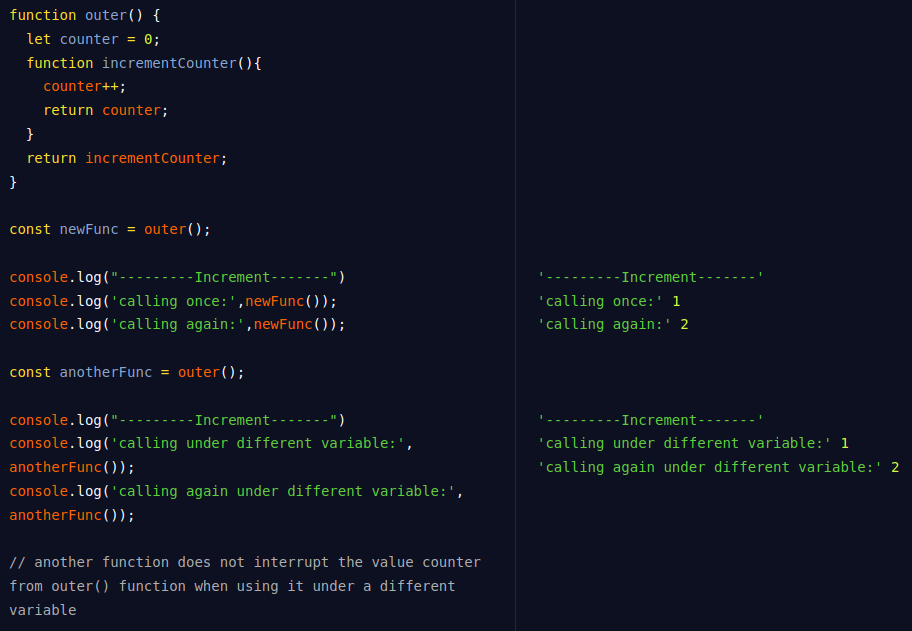 function outer() {
  let counter = 0;
  function incrementCounter(){
    counter++;
    return counter;
  }
  return incrementCounter;
}
const newFunc = outer();
console.log("---------Increment-------")
console.log('calling once:',newFunc());
console.log('calling again:',newFunc());
const anotherFunc = outer();
console.log("---------Increment-------")
console.log('calling under different variable:',
anotherFunc());
console.log('calling again under different variable:',
anotherFunc());
// another function does not interrupt the value counter
from outer() function when using it under a different
variable
'---------Increment-------'
'calling once:' 1
'calling again:' 2
'---------Increment-------'
'calling under different variable:' 1
'calling again under different variable:' 2